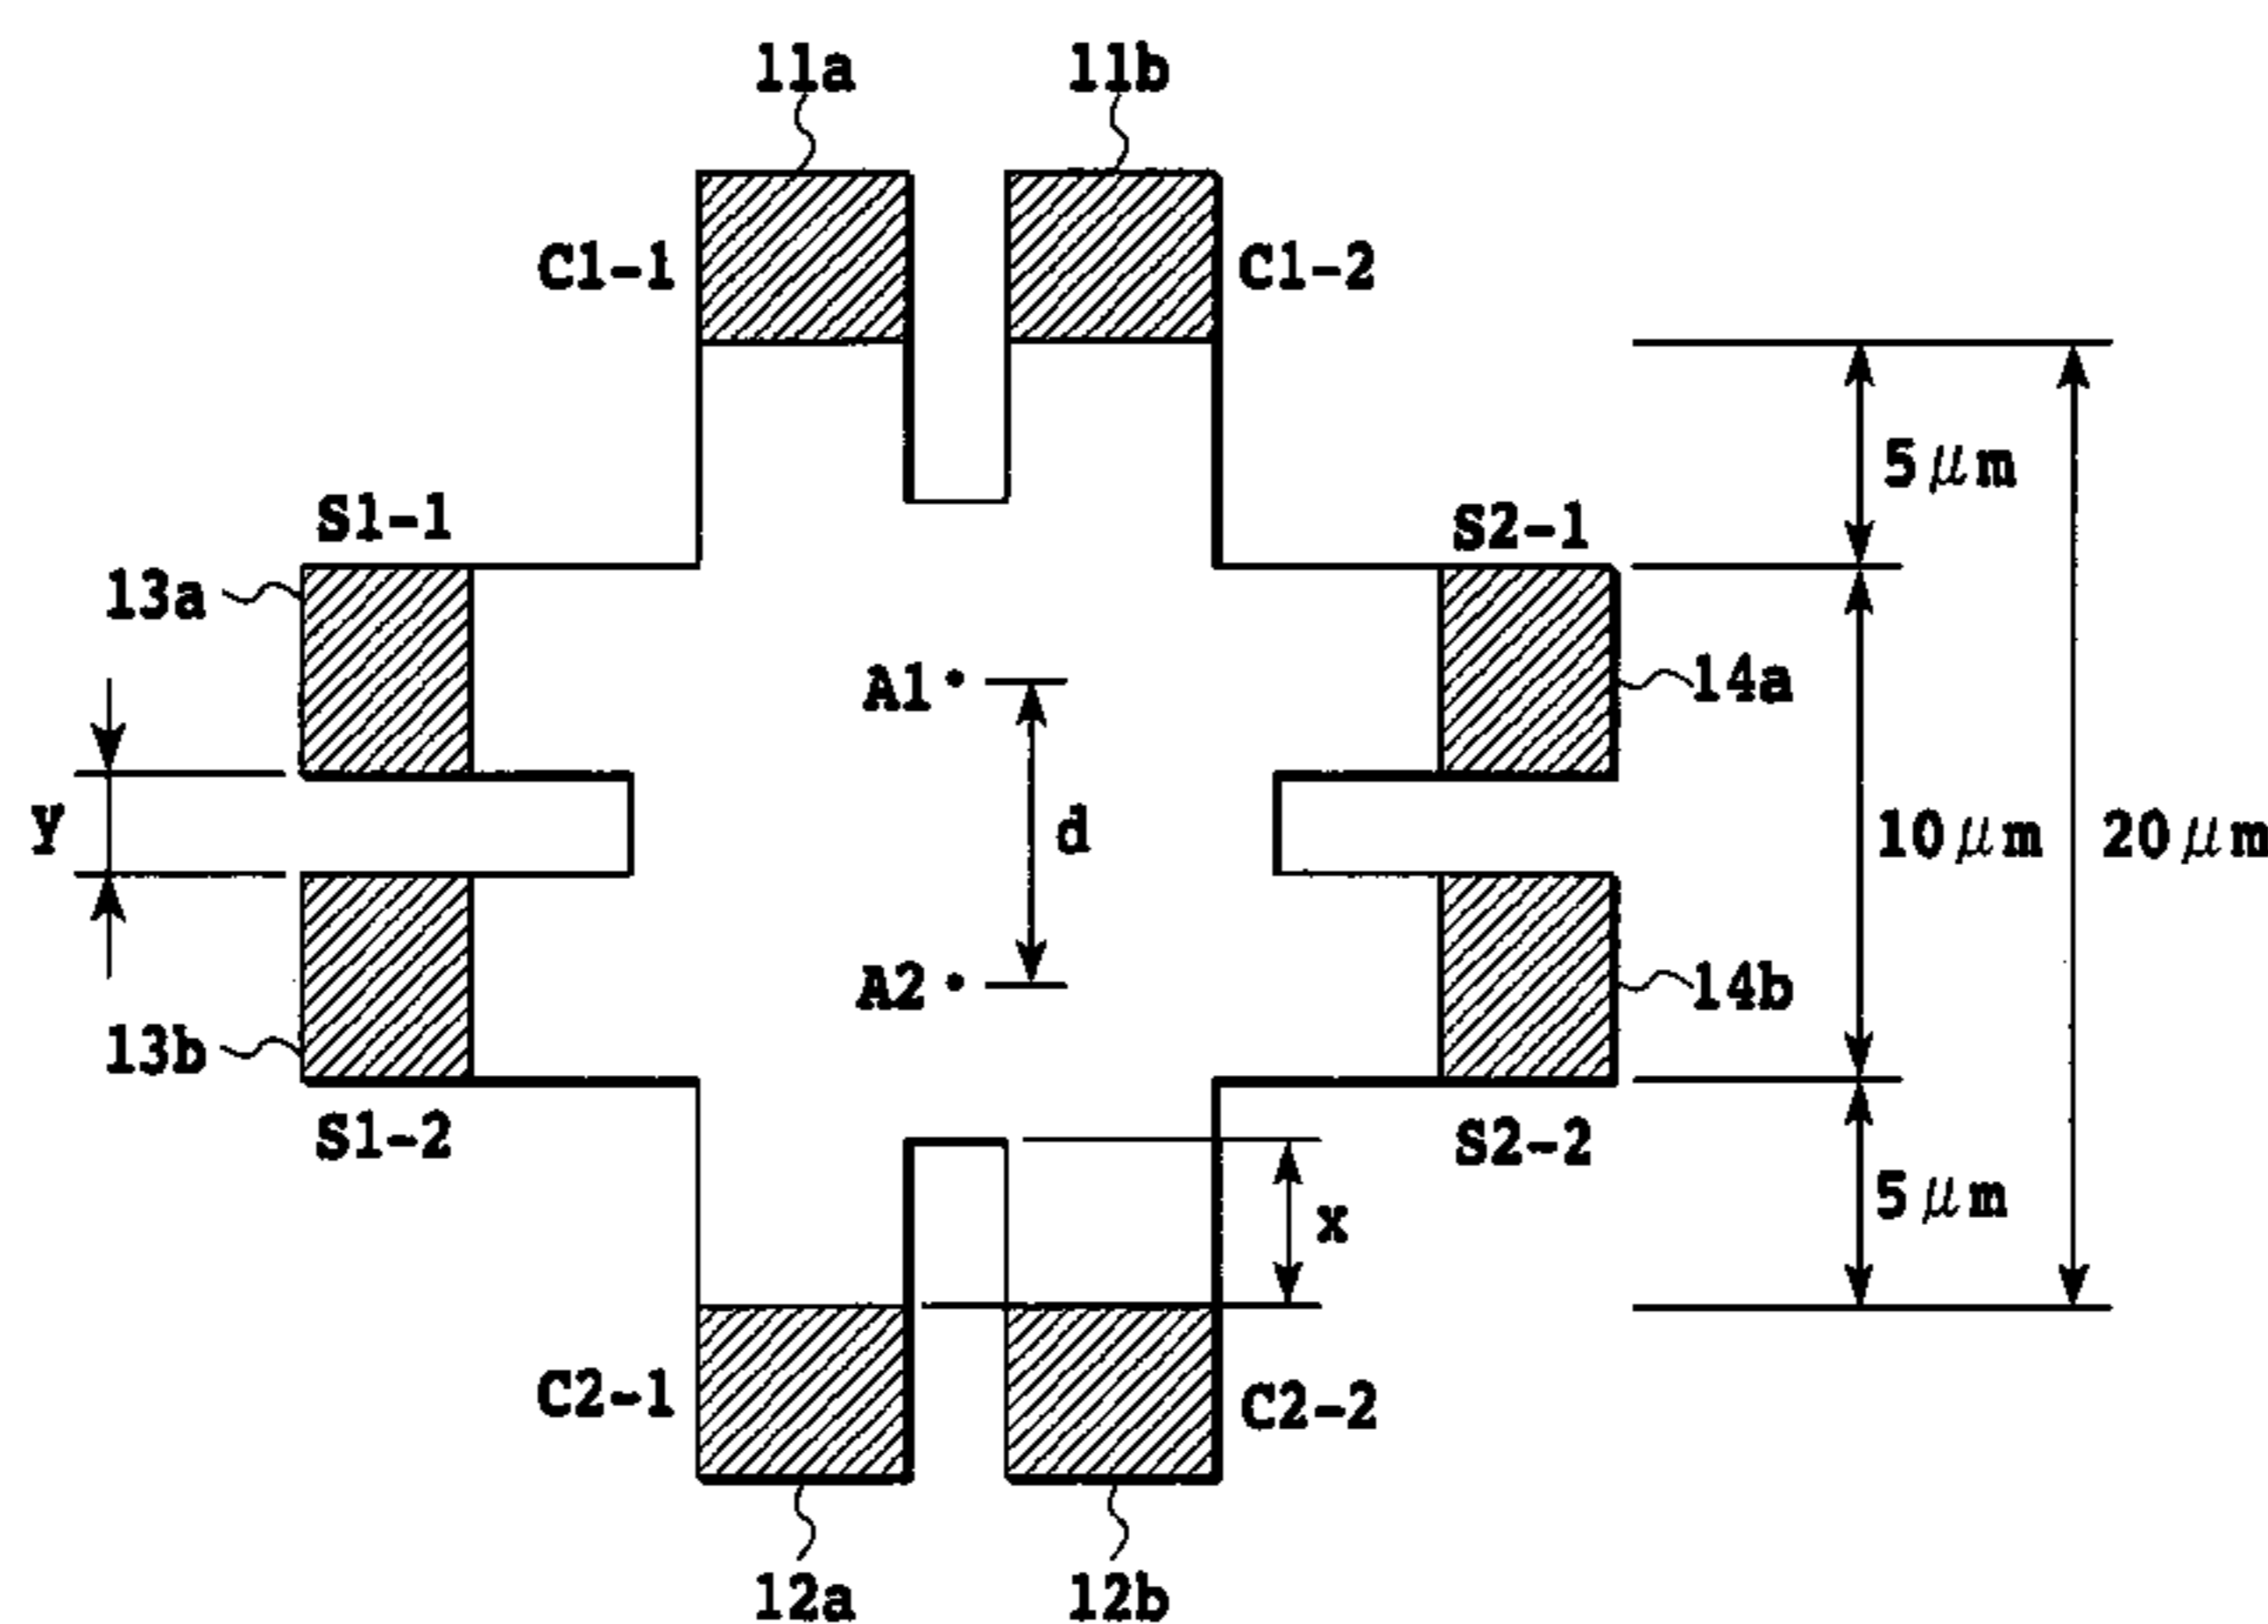 11a 11b
C1-1 C1-2
5μm
S1-1 S2-1
13a
A1 14a
y d 10μm 20μm
A2 14b
13b
S1-2 S2-2
5μm
x
C2-1 C2-2
12a 12b